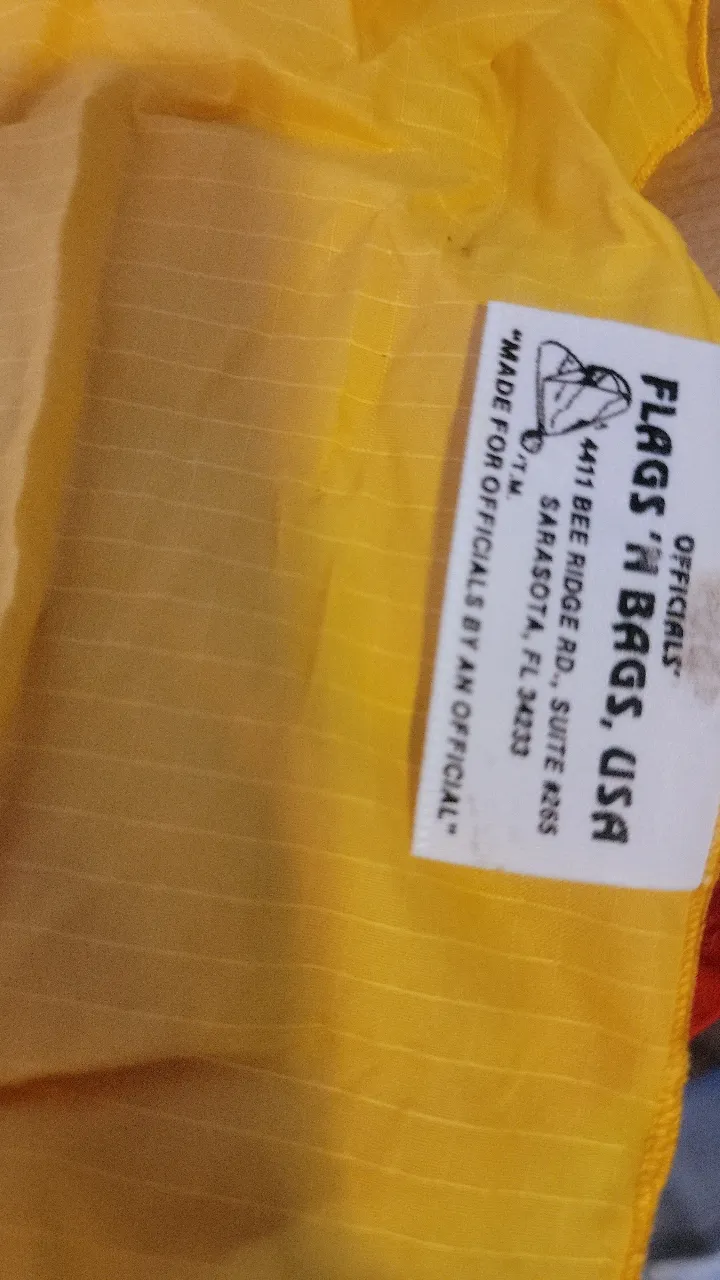 OFFICIALS'
FLAGS 'N BAGS, USA
4411 BEE RIDGE RD., SUITE #265
SARASOTA, FL 34233
T.M.
"MADE FOR OFFICIALS BY AN OFFICIAL"